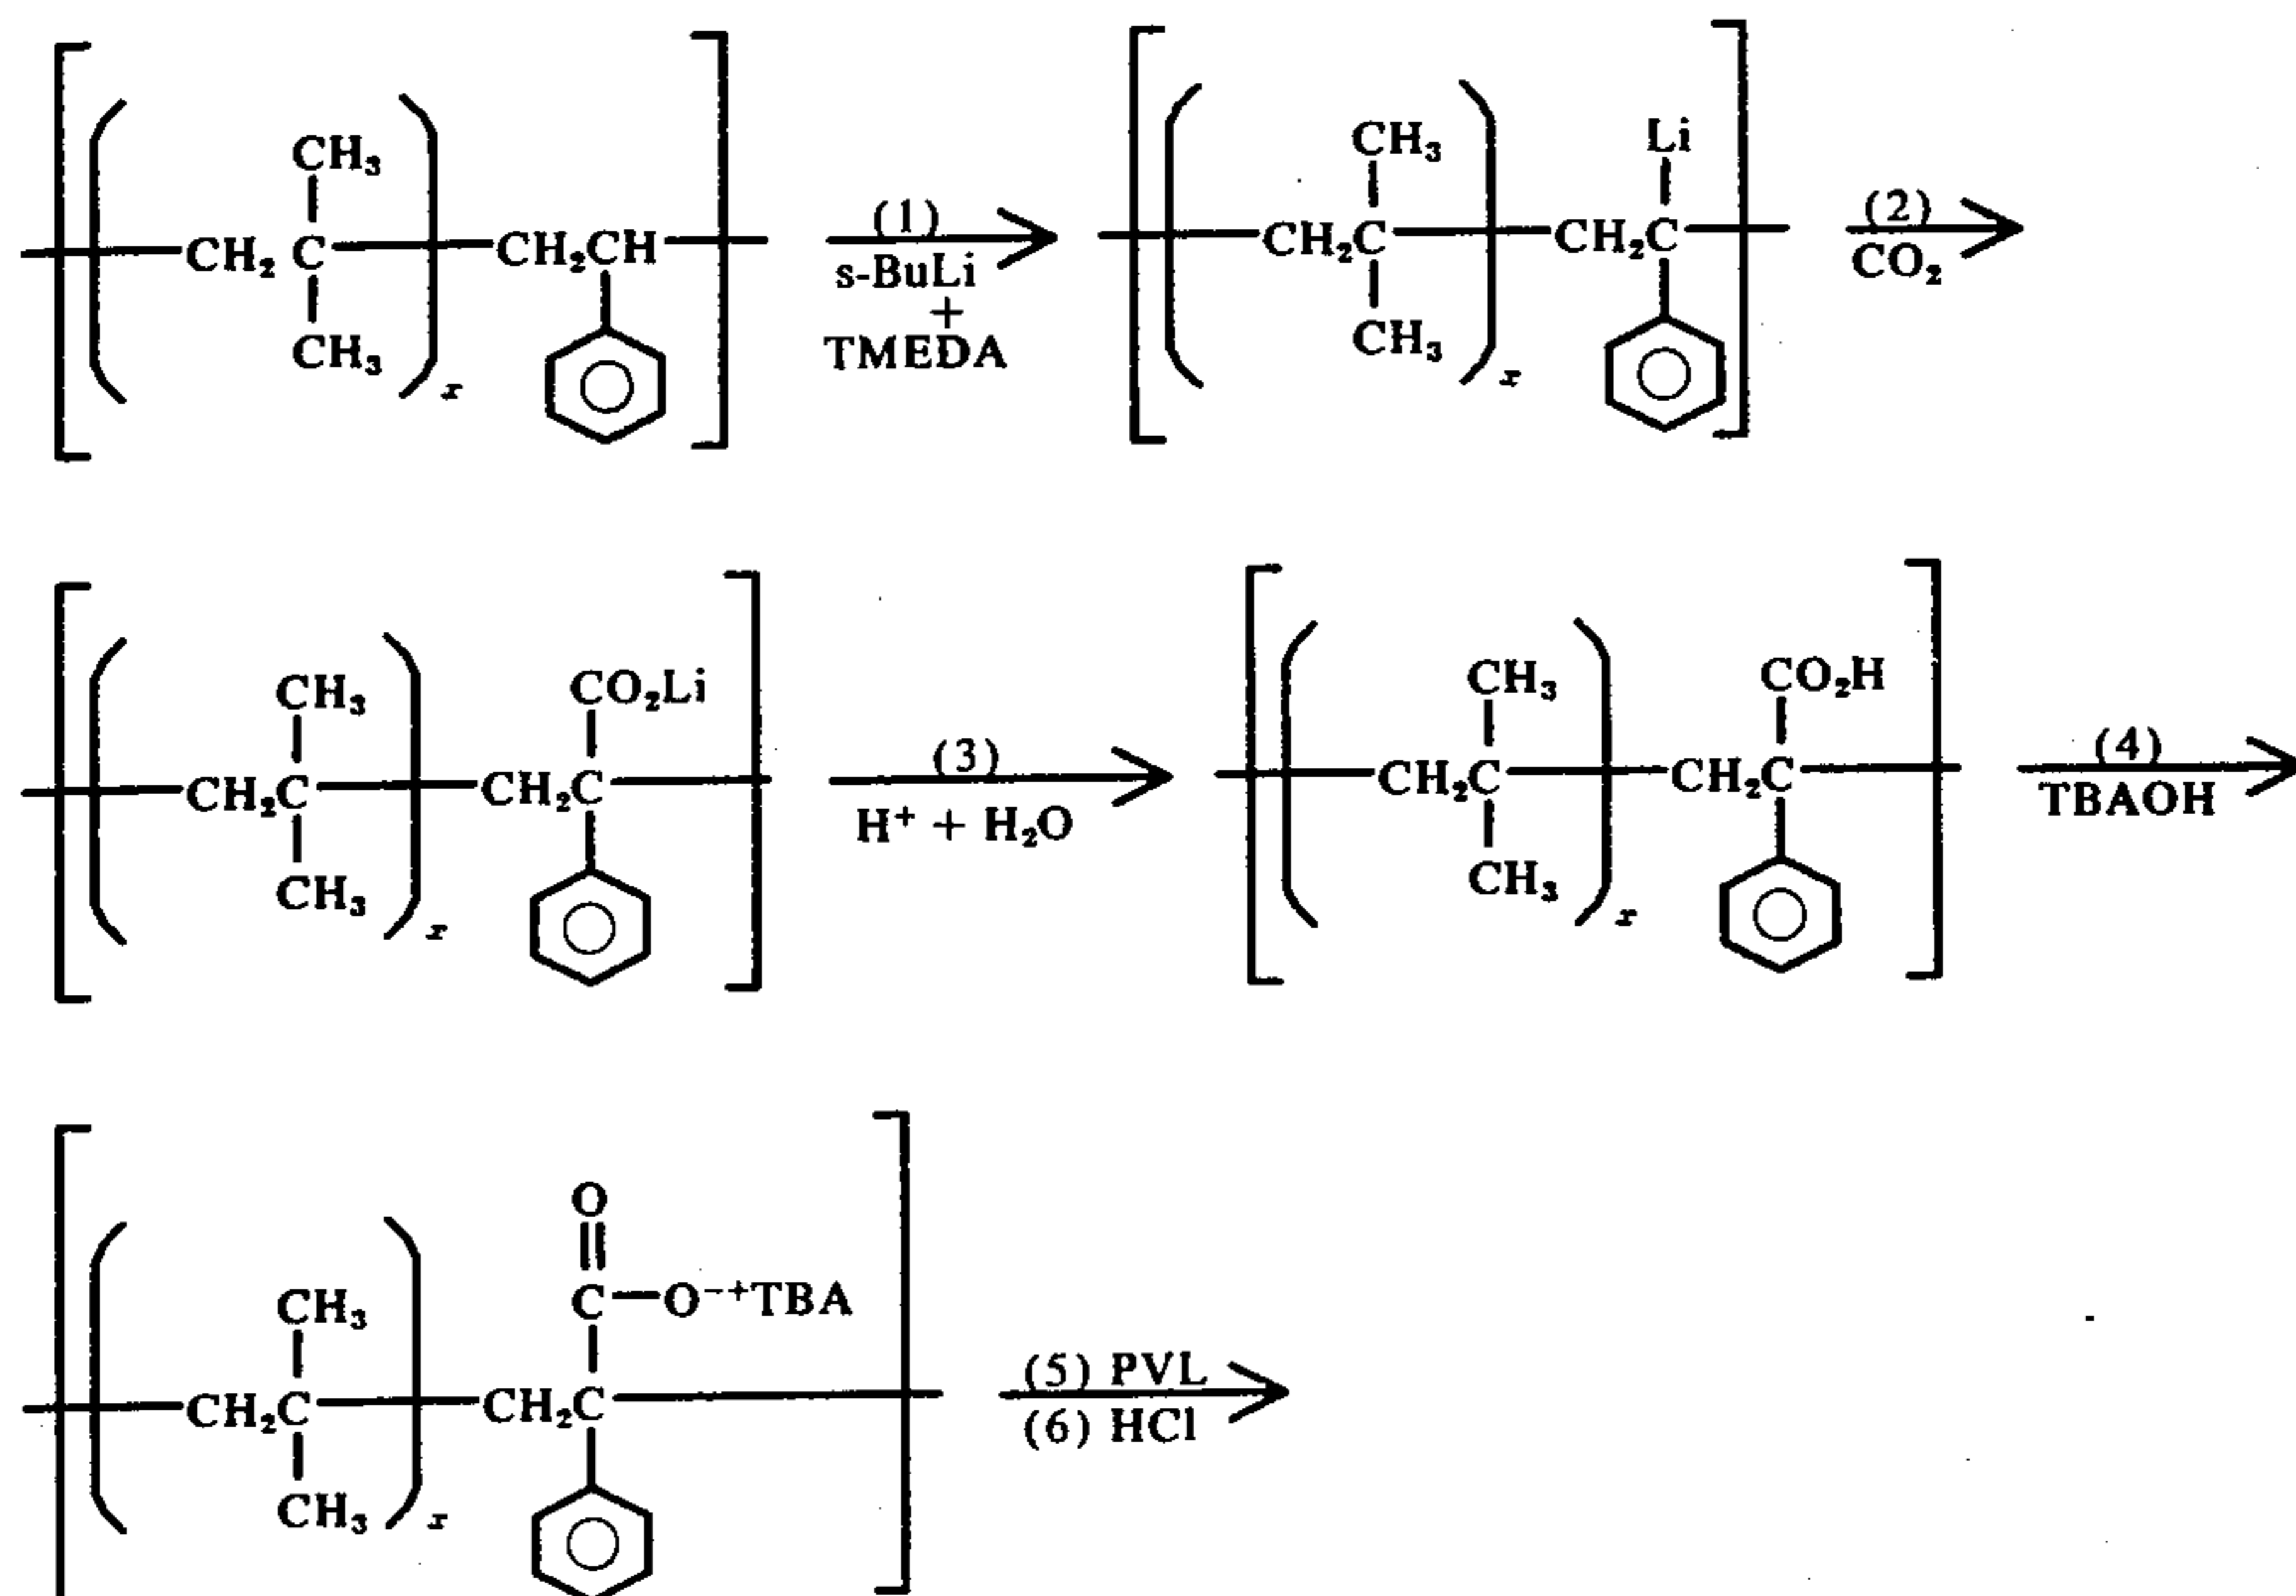 CH₃ CH₃ Li
CH₂ C CH₂CH (1) CH₂C CH₂C (2)
s-BuLi CO₂
+
CH₃ TMEDA CH₃
x x
CH₃ CO₂Li CH₃ CO₂H
CH₂C CH₂C (3) CH₂C CH₂C (4)
H⁺ + H₂O TBAOH
CH₃ CH₃
x x
O
CH₃ C—O⁻⁺TBA
CH₂C CH₂C (5) PVL
(6) HCl
CH₃
x